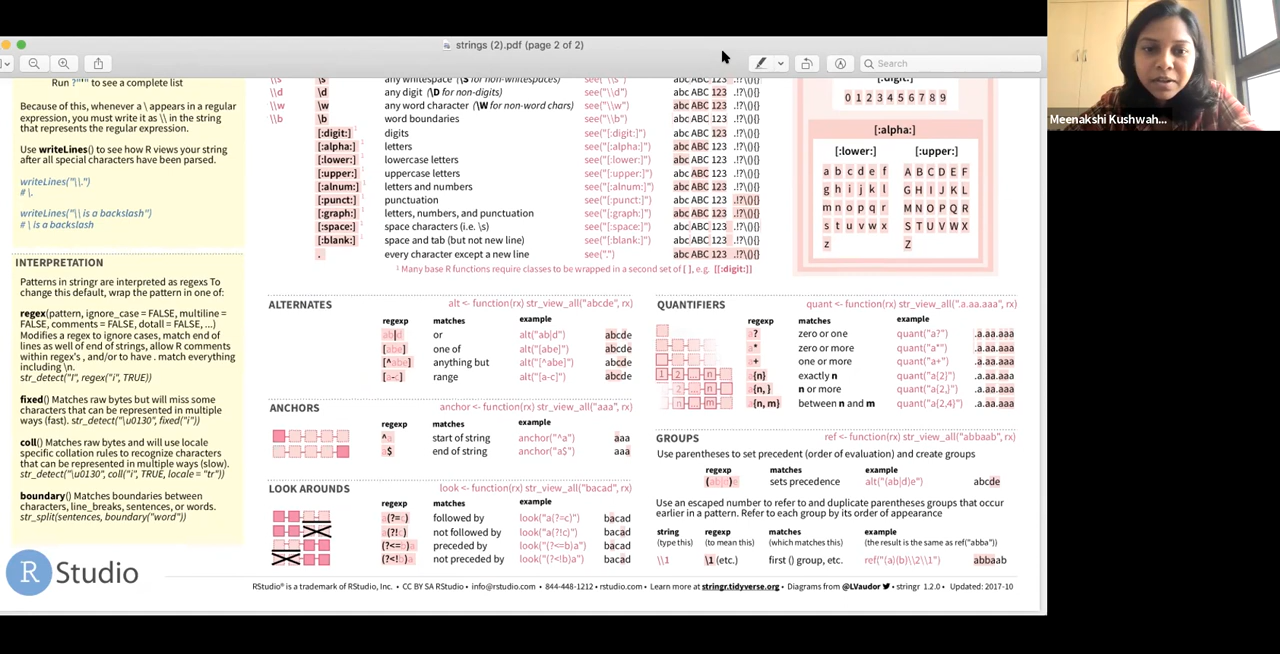 strings (2).pdf (page 2 of 2)
Search
Meenakshi Kushwah...
to see a complete list
Because of this, whenever a \ appears in a regular
expression, you must write it as \\ in the string
that represents the regular expression.
Use writeLines() to see how R views your string
after all special characters have been parsed.
writeLines("\\.")
# \.
writeLines("\\ is a backslash")
# \ is a backslash
INTERPRETATION
Patterns in stringr are interpreted as regexs To
change this default, wrap the pattern in one of:
regex(pattern, ignore_case = FALSE, multiline =
FALSE, comments = FALSE, dotall = FALSE, ...)
Modifies a regex to ignore cases, match end of
lines as well of end of strings, allow R comments
within regex's , and/or to have . match everything
including \n.
str_detect("I", regex("i", TRUE))
fixed() Matches raw bytes but will miss some
characters that can be represented in multiple
ways (fast). str_detect("\u0130", fixed("i"))
coll() Matches raw bytes and will use locale
specific collation rules to recognize characters
that can be represented in multiple ways (slow).
str_detect("\u0130", coll("i", TRUE, locale = "tr"))
boundary() Matches boundaries between
characters, line_breaks, sentences, or words.
str_split(sentences, boundary("word"))
R Studio
\\s \s any whitespace (\S for non-whitespaces) see("\\s") abc ABC 123 .!?\(){}
\\d \d any digit (\D for non-digits) see("\\d") abc ABC 123 .!?\(){}
\\w \w any word character (\W for non-word chars) see("\\w") abc ABC 123 .!?\(){}
\\b \b word boundaries see("\\b") abc ABC 123 .!?\(){}
[:digit:] 1 digits see("[:digit:]") abc ABC 123 .!?\(){}
[:alpha:] 1 letters see("[:alpha:]") abc ABC 123 .!?\(){}
[:lower:] 1 lowercase letters see("[:lower:]") abc ABC 123 .!?\(){}
[:upper:] 1 uppercase letters see("[:upper:]") abc ABC 123 .!?\(){}
[:alnum:] 1 letters and numbers see("[:alnum:]") abc ABC 123 .!?\(){}
[:punct:] 1 punctuation see("[:punct:]") abc ABC 123 .!?\(){}
[:graph:] 1 letters, numbers, and punctuation see("[:graph:]") abc ABC 123 .!?\(){}
[:space:] 1 space characters (i.e. \s) see("[:space:]") abc ABC 123 .!?\(){}
[:blank:] 1 space and tab (but not new line) see("[:blank:]") abc ABC 123 .!?\(){}
. every character except a new line see(".") abc ABC 123 .!?\(){}
1 Many base R functions require classes to be wrapped in a second set of [ ], e.g. [[:digit:]]
[:digit:]
0 1 2 3 4 5 6 7 8 9
[:alpha:]
[:lower:] [:upper:]
a b c d e f A B C D E F
g h i j k l G H I J K L
m n o p q r M N O P Q R
s t u v w x S T U V W X
z Z
ALTERNATES alt <- function(rx) str_view_all("abcde", rx)
regexp matches example
ab|d or alt("ab|d") abcde
[abe] one of alt("[abe]") abcde
[^abe] anything but alt("[^abe]") abcde
[a-c] range alt("[a-c]") abcde
ANCHORS anchor <- function(rx) str_view_all("aaa", rx)
regexp matches example
^a start of string anchor("^a") aaa
a$ end of string anchor("a$") aaa
LOOK AROUNDS look <- function(rx) str_view_all("bacad", rx)
regexp matches example
a(?=c) followed by look("a(?=c)") bacad
a(?!c) not followed by look("a(?!c)") bacad
(?<=b)a preceded by look("(?<=b)a") bacad
(?<!b)a not preceded by look("(?<!b)a") bacad
QUANTIFIERS quant <- function(rx) str_view_all(".a.aa.aaa", rx)
regexp matches example
a? zero or one quant("a?") .a.aa.aaa
a* zero or more quant("a*") .a.aa.aaa
a+ one or more quant("a+") .a.aa.aaa
1 2 ... n a{n} exactly n quant("a{2}") .a.aa.aaa
1 2 ... n a{n, } n or more quant("a{2,}") .a.aa.aaa
n ... m a{n, m} between n and m quant("a{2,4}") .a.aa.aaa
GROUPS ref <- function(rx) str_view_all("abbaab", rx)
Use parentheses to set precedent (order of evaluation) and create groups
regexp matches example
(ab|d)e sets precedence alt("(ab|d)e") abcde
Use an escaped number to refer to and duplicate parentheses groups that occur
earlier in a pattern. Refer to each group by its order of appearance
string regexp matches example
(type this) (to mean this) (which matches this) (the result is the same as ref("abba"))
\\1 \1 (etc.) first () group, etc. ref("(a)(b)\\2\\1") abbaab
RStudio® is a trademark of RStudio, Inc. • CC BY SA RStudio • info@rstudio.com • 844-448-1212 • rstudio.com • Learn more at stringr.tidyverse.org • Diagrams from @LVaudor • stringr 1.2.0 • Updated: 2017-10